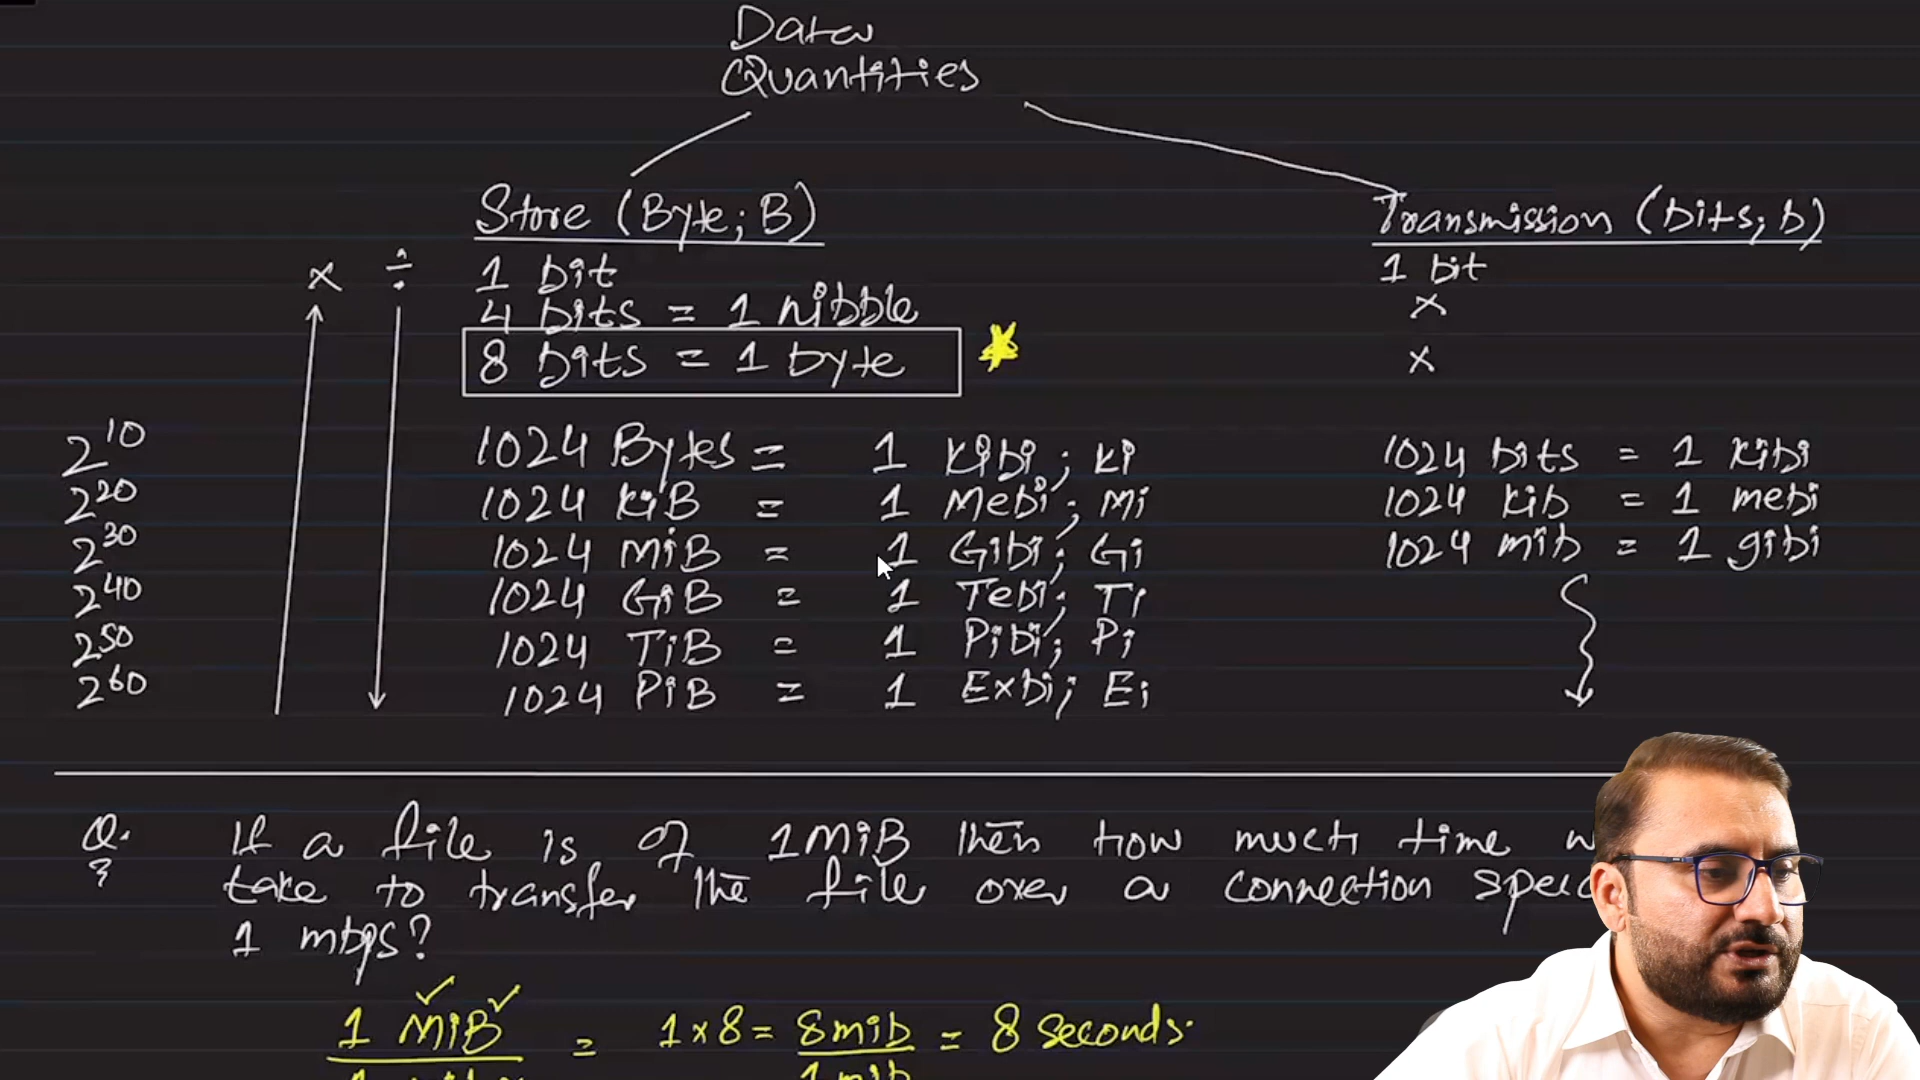 Data
Quantities
Store (Byte; B)
Transmission (bits; b)
x ÷
1 bit
1 bit
4 bits = 1 nibble
x
8 bits = 1 byte
x
2^10 1024 Bytes = 1 Kibi; Ki
1024 bits = 1 kibi
2^20 1024 KiB = 1 Mebi; Mi
1024 kib = 1 mebi
2^30 1024 MiB = 1 Gibi; Gi
1024 mib = 1 gibi
2^40 1024 GiB = 1 Tebi; Ti
2^50 1024 TiB = 1 Pibi; Pi
2^60 1024 PiB = 1 Exbi; Ei
Q. If a file is of 1MiB then how much time
take to transfer the file over a connection
1 mbps?
1 MiB = 1x8 = 8mib = 8 seconds.
1mib